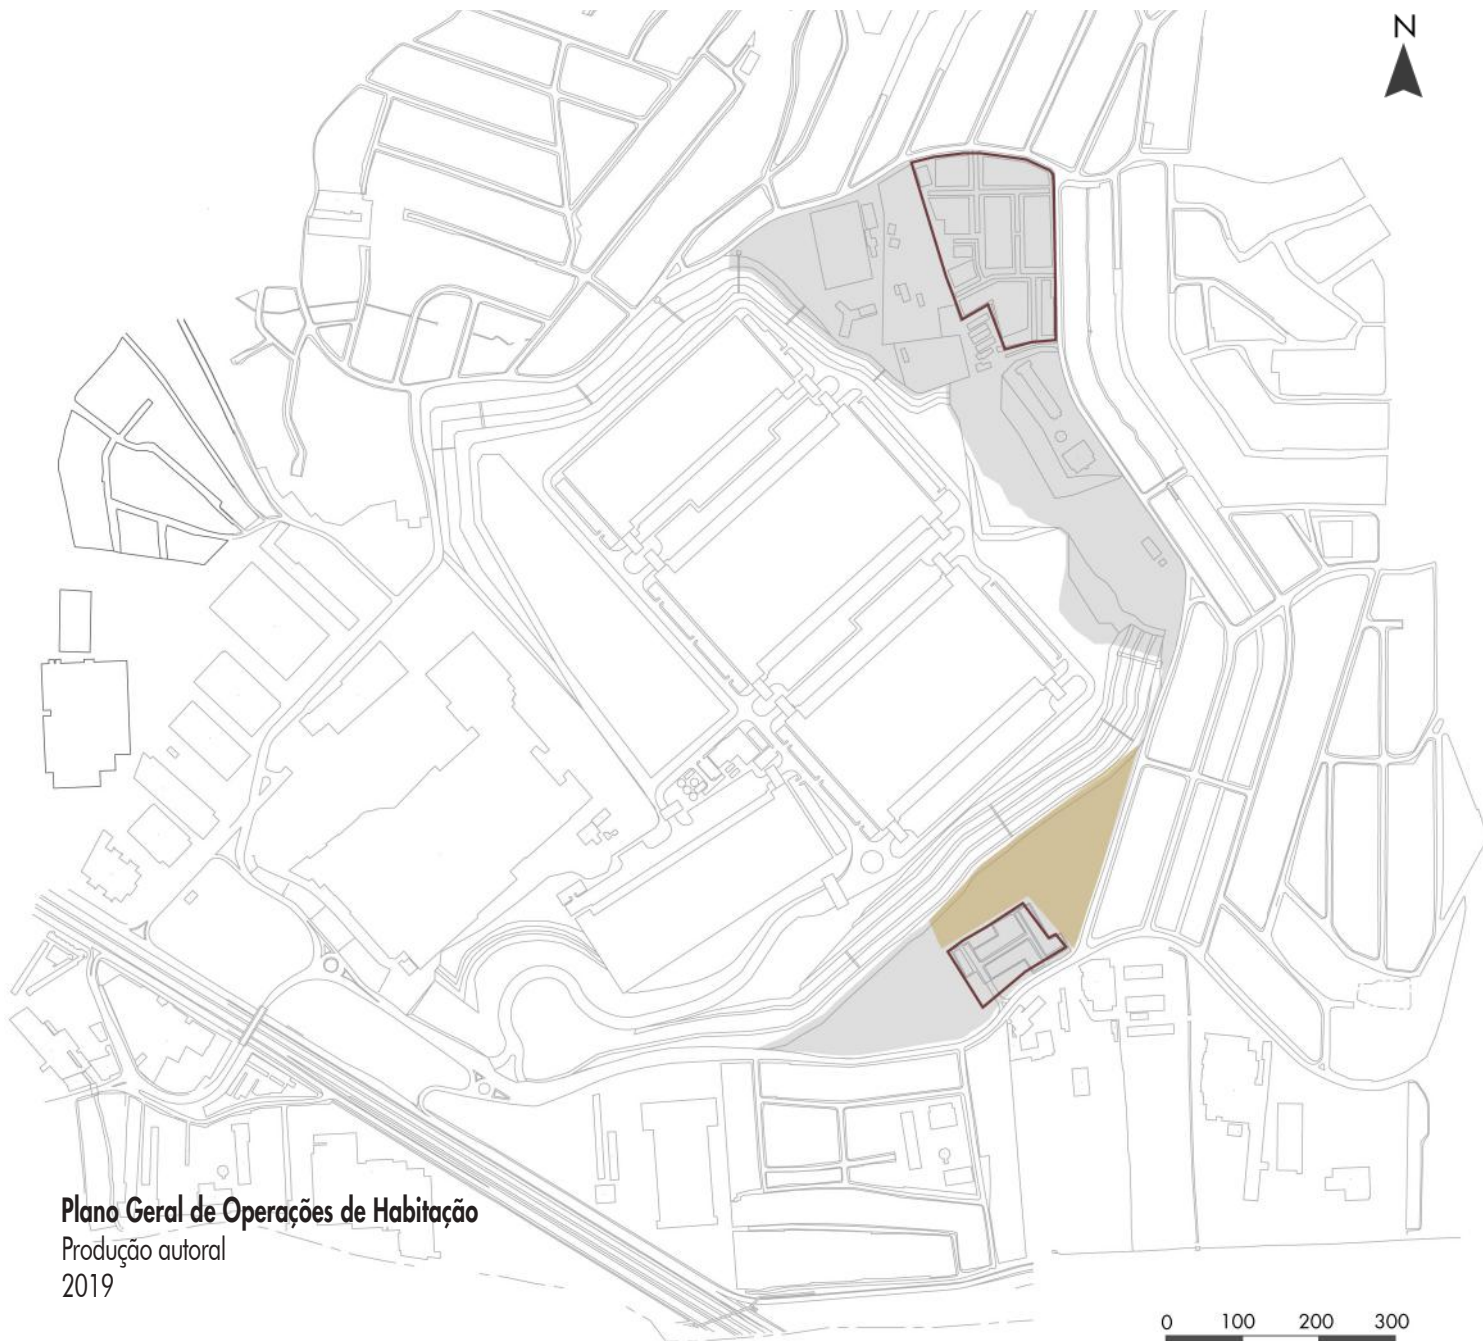 N
Plano Geral de Operações de Habitação
Produção autoral
2019
0 100 200 300